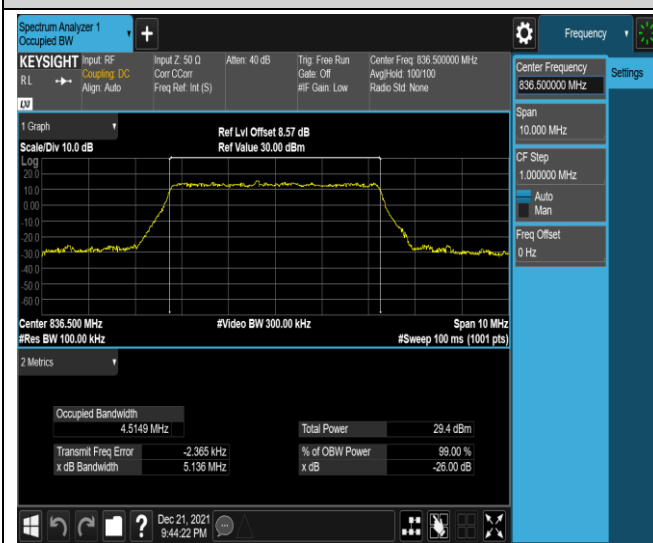 Spectrum Analyzer 1
Occupied BW
+
Frequency
KEYSIGHT
RL
Input: RF
Coupling: DC
Align: Auto
Input Z: 50 Ω
Corr CCorr
Freq Ref: Int (S)
Atten: 40 dB
Trig: Free Run
Gate: Off
#IF Gain: Low
Center Freq: 836.500000 MHz
Avg|Hold: 100/100
Radio Std: None
Center Frequency
836.500000 MHz
Settings
Span
10.000 MHz
CF Step
1.000000 MHz
Auto
Man
Freq Offset
0 Hz
1 Graph
Scale/Div 10.0 dB
Ref Lvl Offset 8.57 dB
Ref Value 30.00 dBm
Log
20.0
10.0
0.00
-10.0
-20.0
-30.0
-40.0
-50.0
-60.0
Center 836.500 MHz
#Res BW 100.00 kHz
#Video BW 300.00 kHz
Span 10 MHz
#Sweep 100 ms (1001 pts)
2 Metrics
Occupied Bandwidth
4.5149 MHz
Total Power 29.4 dBm
Transmit Freq Error -2.365 kHz
% of OBW Power 99.00 %
x dB Bandwidth 5.136 MHz
x dB -26.00 dB
?
Dec 21, 2021
9:44:22 PM